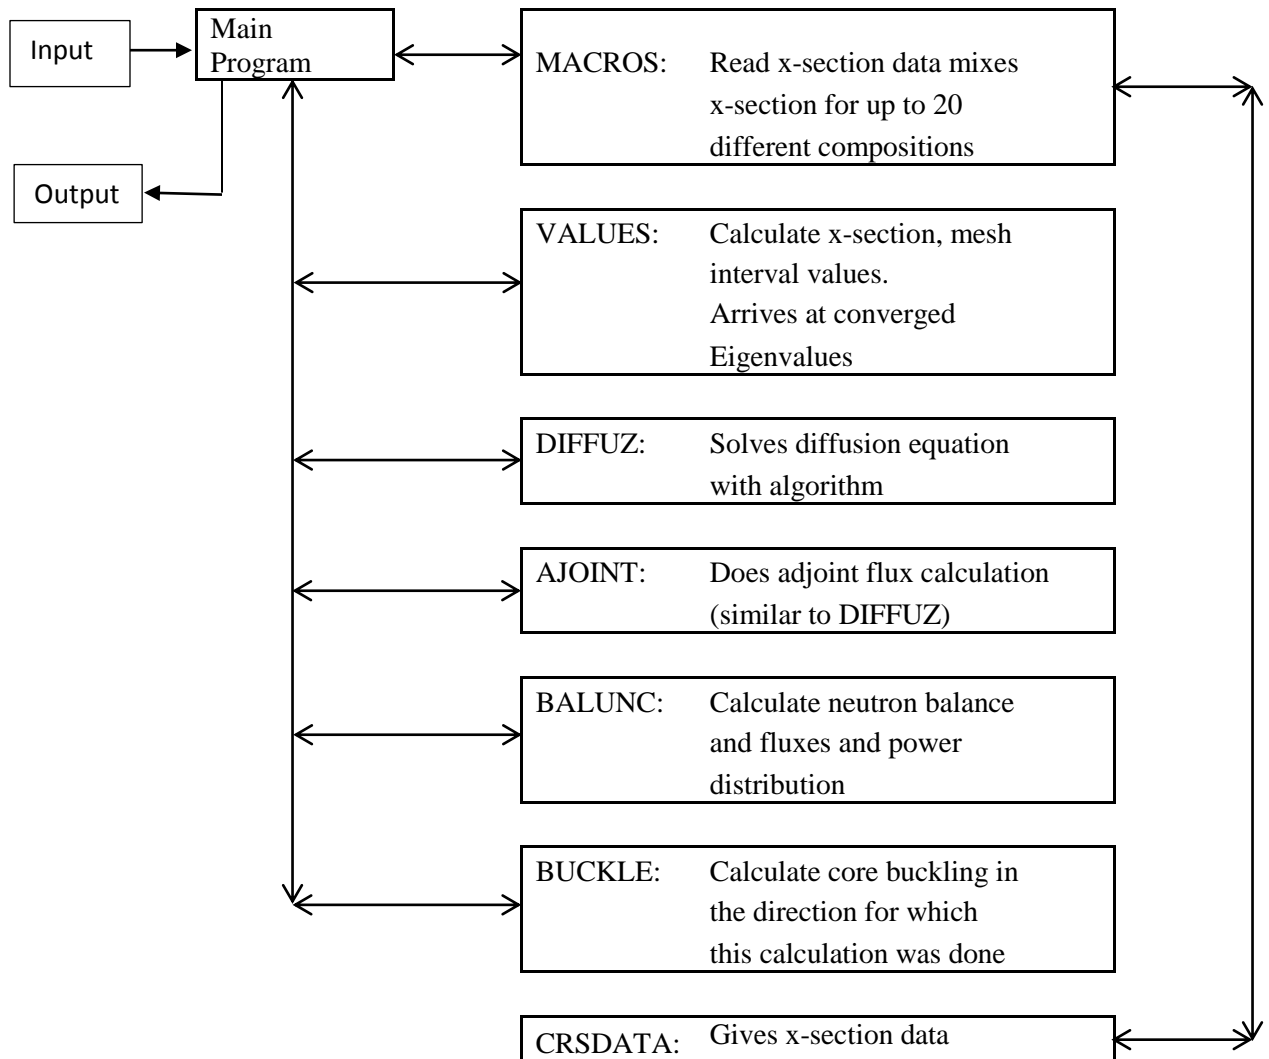 Input
Main
Program
Output
MACROS: Read x-section data mixes
x-section for up to 20
different compositions
VALUES: Calculate x-section, mesh
interval values.
Arrives at converged
Eigenvalues
DIFFUZ: Solves diffusion equation
with algorithm
AJOINT: Does adjoint flux calculation
(similar to DIFFUZ)
BALUNC: Calculate neutron balance
and fluxes and power
distribution
BUCKLE: Calculate core buckling in
the direction for which
this calculation was done
CRSDATA: Gives x-section data